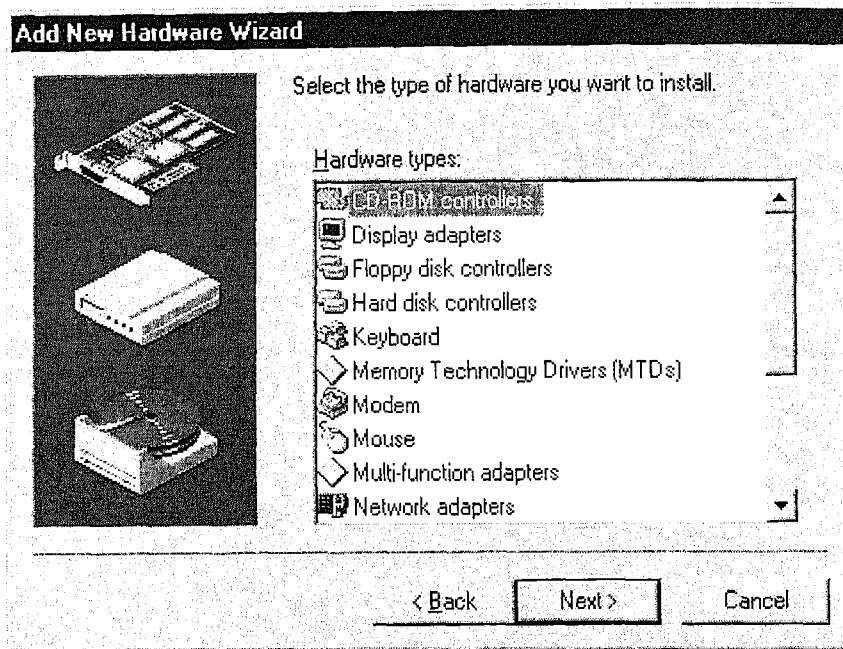 Add New Hardware Wizard
Select the type of hardware you want to install.
Hardware types:
CD-ROM controllers
Display adapters
Floppy disk controllers
Hard disk controllers
Keyboard
Memory Technology Drivers (MTDs)
Modem
Mouse
Multi-function adapters
Network adapters
< Back Next > Cancel